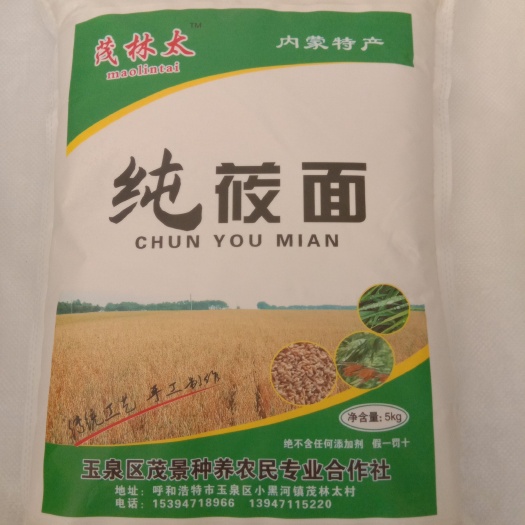 茂林太 TM
maolintai
内蒙特产
纯莜面
CHUN YOU MIAN
传统工艺 手工制作
净含量: 5kg
绝不含任何添加剂 假一罚十
玉泉区茂景种养农民专业合作社
地址: 呼和浩特市玉泉区小黑河镇茂林太村
电话: 15394718966 13947115220